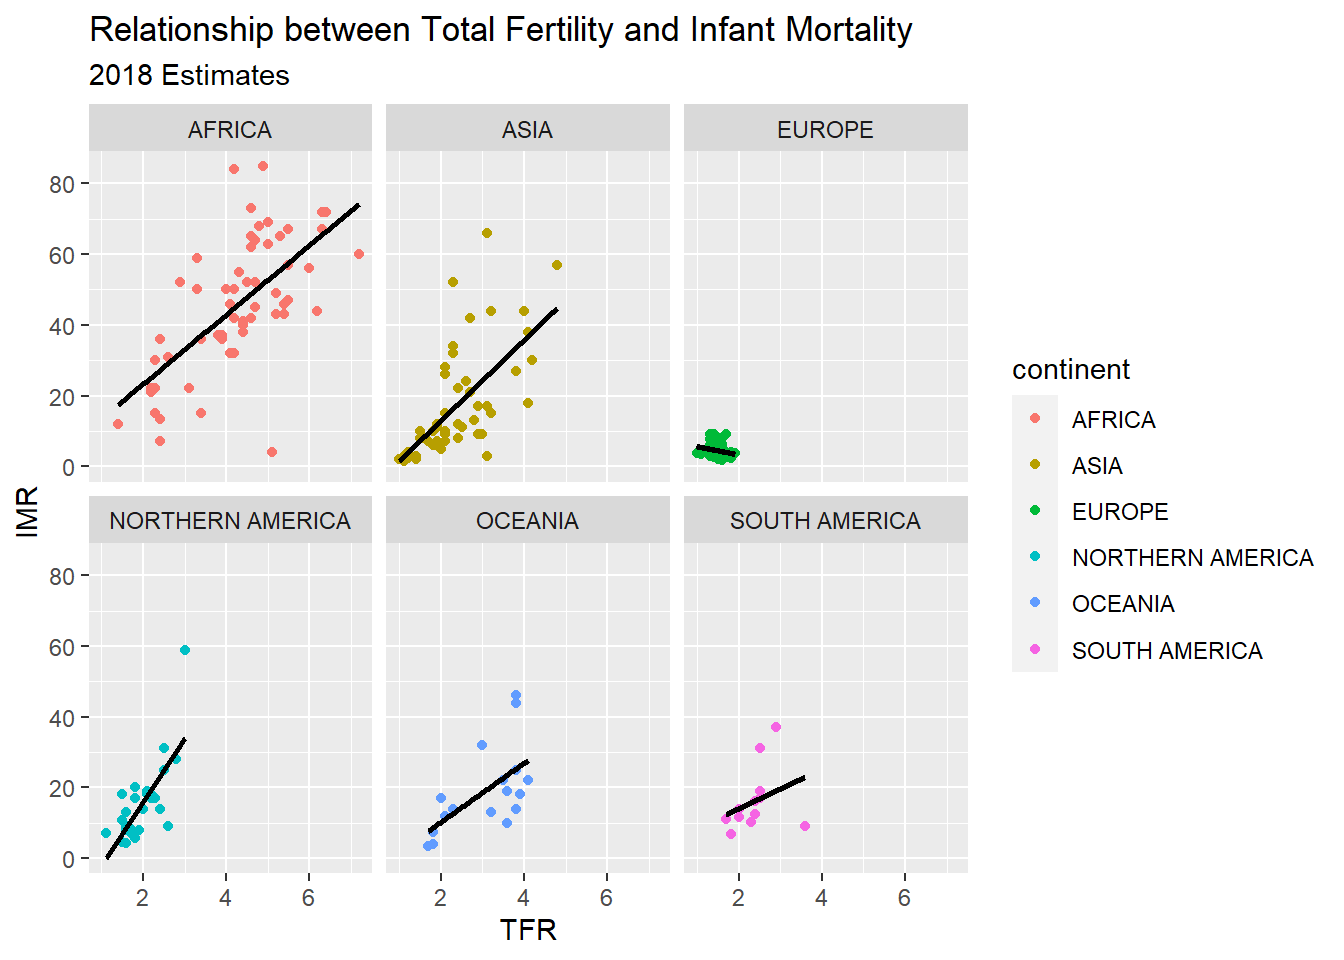 Relationship between Total Fertility and Infant Mortality
2018 Estimates
AFRICA
ASIA
EUROPE
80
60
40
20
0
NORTHERN AMERICA
OCEANIA
SOUTH AMERICA
80
60
40
20
0
2
4
6
2
4
6
2
4
6
IMR
TFR
continent
AFRICA
ASIA
EUROPE
NORTHERN AMERICA
OCEANIA
SOUTH AMERICA